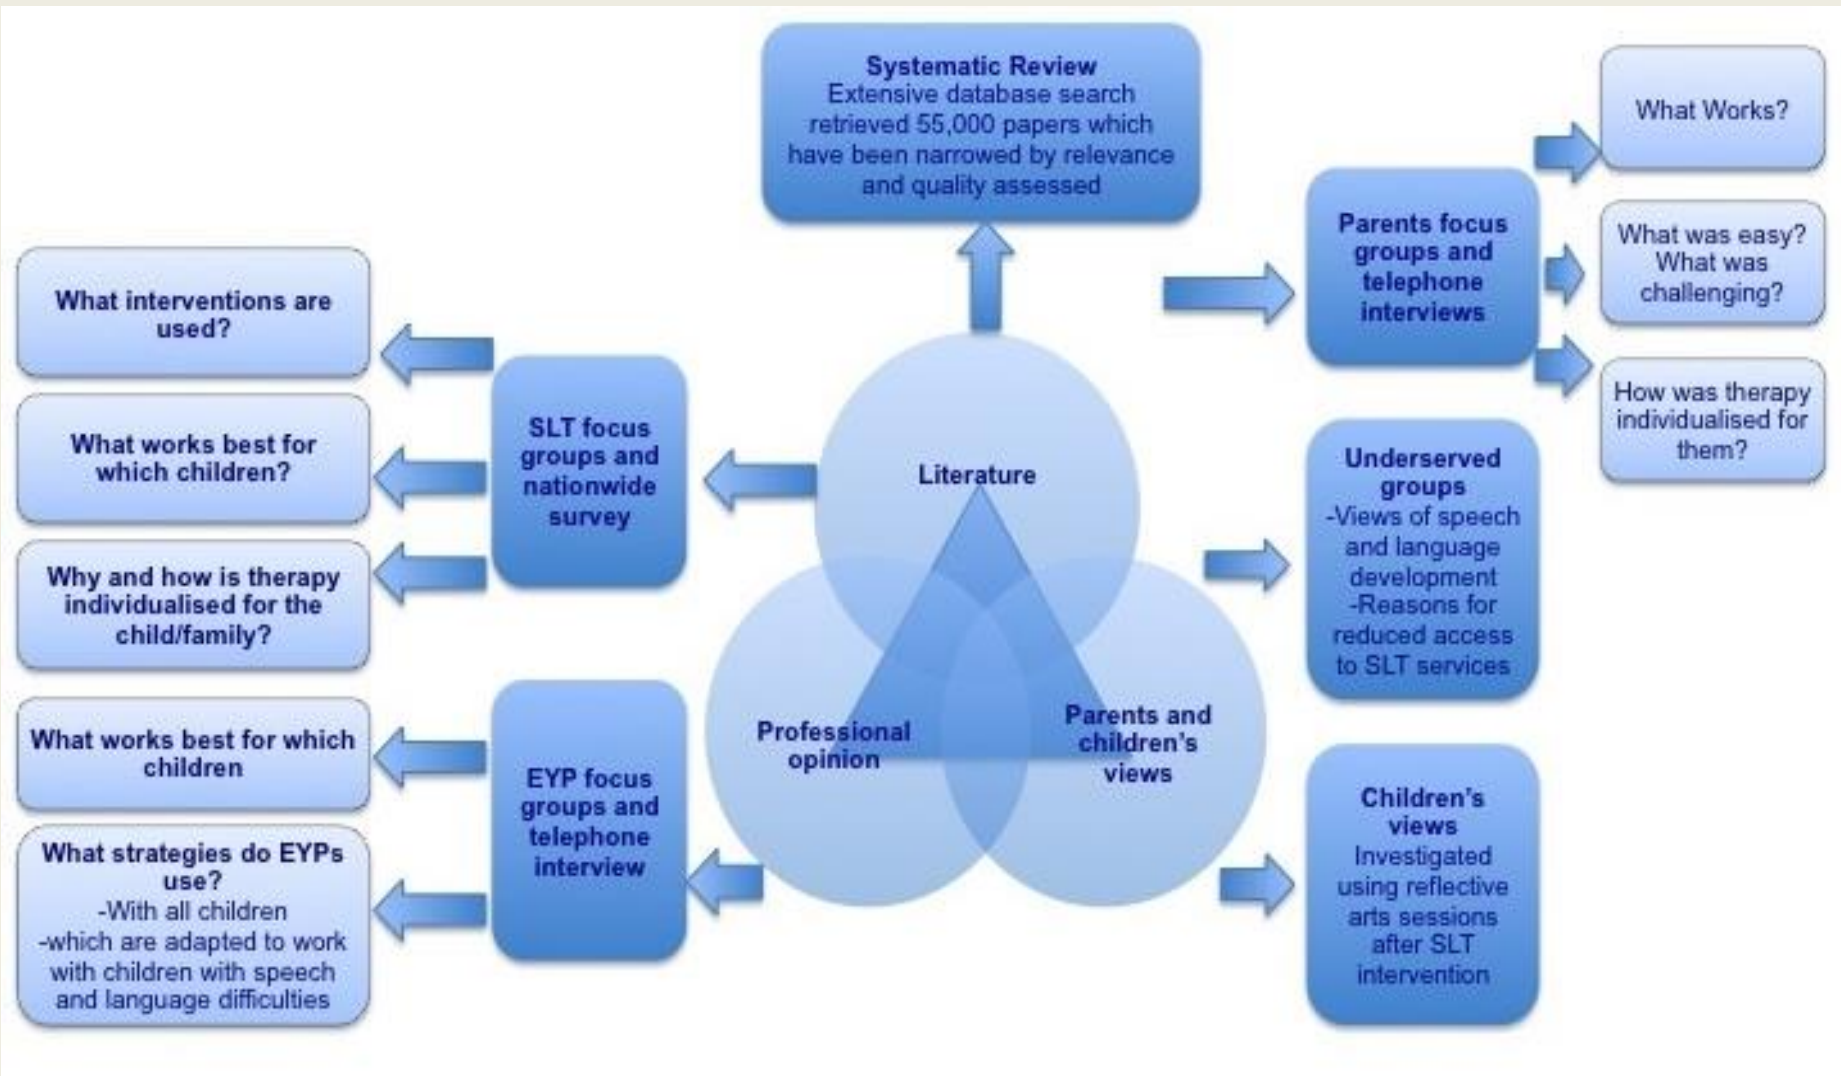 Systematic Review
Extensive database search
retrieved 55,000 papers which
have been narrowed by relevance
and quality assessed
What Works?
Parents focus
groups and
telephone
interviews
What was easy?
What was
challenging?
How was therapy
individualised for
them?
What interventions are
used?
What works best for
which children?
Why and how is therapy
individualised for the
child/family?
SLT focus
groups and
nationwide
survey
Literature
Underserved
groups
-Views of speech
and language
development
-Reasons for
reduced access
to SLT services
Professional
opinion
Parents and
children's
views
What works best for which
children
What strategies do EYPs
use?
-With all children
-which are adapted to work
with children with speech
and language difficulties
EYP focus
groups and
telephone
interview
Children's
views
Investigated
using reflective
arts sessions
after SLT
intervention